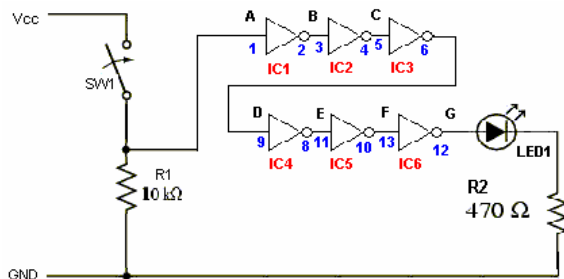 Vcc
A B C
1 2 3 4 5 6
IC1 IC2 IC3
SW1
D E F G
9 8 11 10 13 12
IC4 IC5 IC6
LED1
R1
10 kΩ
R2
470 Ω
GND